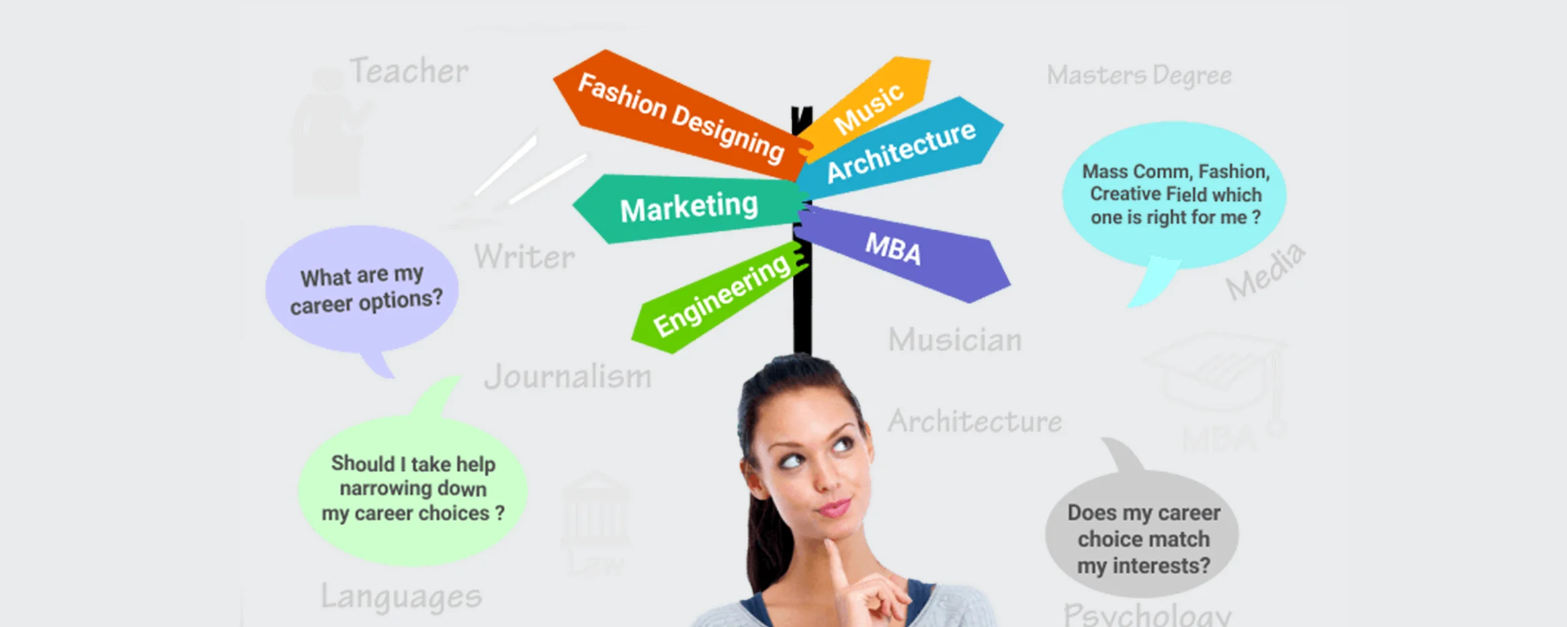 Teacher
Fashion Designing
Music
Masters Degree
Architecture
Mass Comm, Fashion,
Creative Field which
one is right for me ?
Marketing
MBA
Writer
What are my
career options?
Media
Engineering
Musician
Journalism
Architecture
MBA
Should I take help
narrowing down
my career choices ?
Does my career
choice match
my interests?
Law
Languages
Psychology